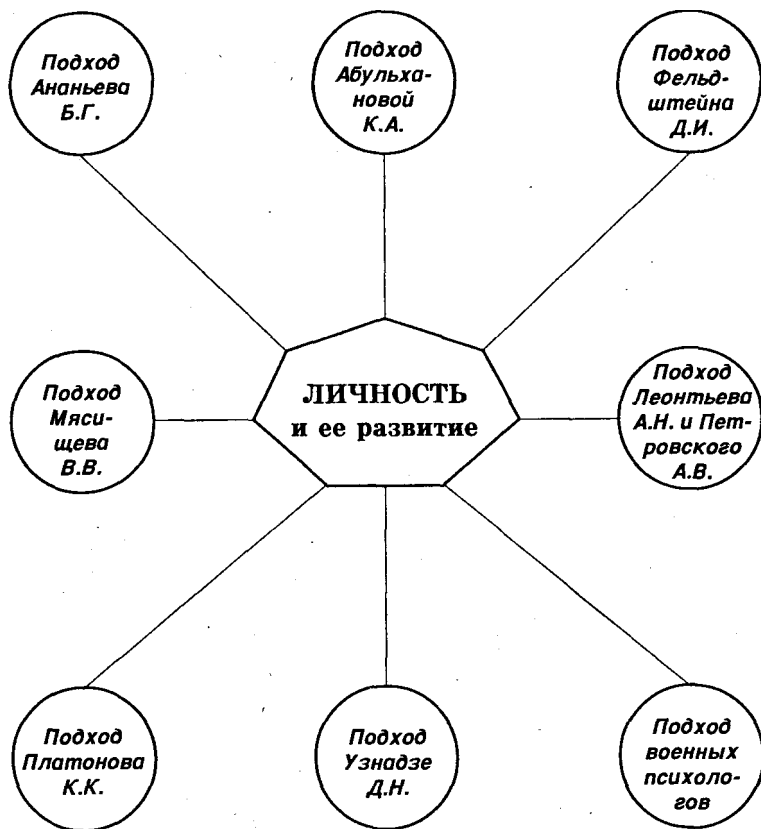 Подход
Ананьева
Б.Г.
Подход
Абульха-
новой
К.А.
Подход
Фельд-
штейна
Д.И.
Подход
Мяси-
щева
В.В.
ЛИЧНОСТЬ
и ее развитие
Подход
Леонтьева
А.Н. и Пет-
ровского
А.В.
Подход
Платонова
К.К.
Подход
Узнадзе
Д.Н.
Подход
военных
психоло-
гов